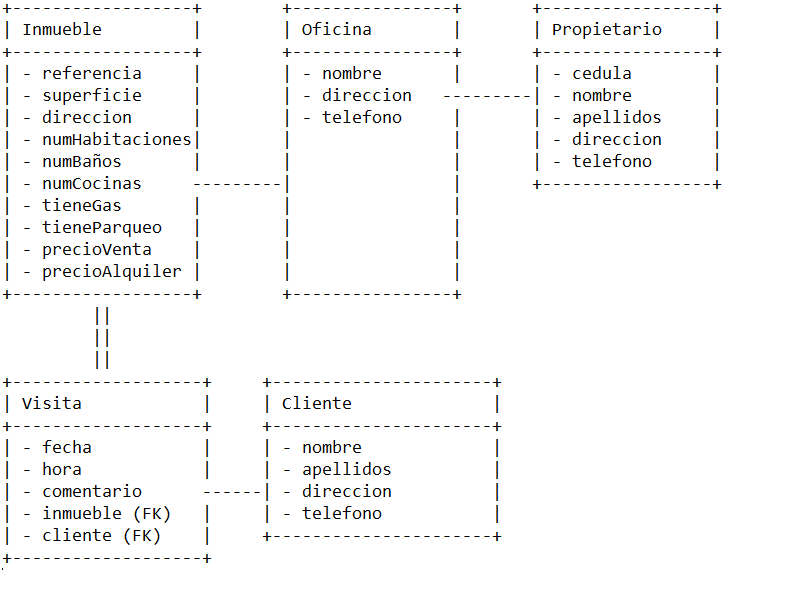 +------------------+        +----------------+       +-----------------+
| Inmueble         |        | Oficina        |       | Propietario     |
+------------------+        +----------------+       +-----------------+
| - referencia     |        | - nombre       |       | - cedula        |
| - superficie     |        | - direccion   ---------| - nombre        |
| - direccion      |        | - telefono     |       | - apellidos     |
| - numHabitaciones|        |                |       | - direccion     |
| - numBaños       |        |                |       | - telefono      |
| - numCocinas     ---------|                |       +-----------------+
| - tieneGas       |        |                |
| - tieneParqueo   |        |                |
| - precioVenta    |        |                |
| - precioAlquiler |        |                |
+------------------+        +----------------+
         ||
         ||
         ||
+-------------------+     +----------------------+
| Visita            |     | Cliente              |
+-------------------+     +----------------------+
| - fecha           |     | - nombre             |
| - hora            |     | - apellidos          |
| - comentario      ------| - direccion          |
| - inmueble (FK)   |     | - telefono           |
| - cliente (FK)    |     +----------------------+
+-------------------+